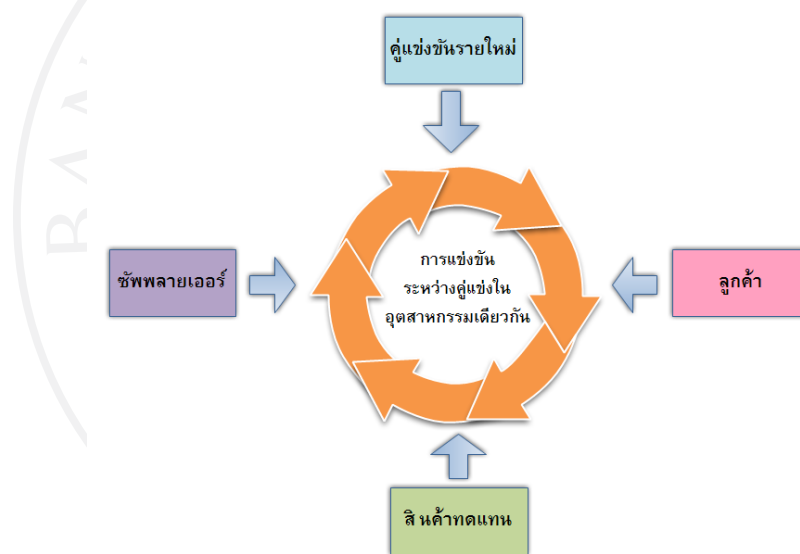 คู่แข่งขันรายใหม่
ซัพพลายเออร์
การแข่งขัน
ระหว่างคู่แข่งใน
อุตสาหกรรมเดียวกัน
ลูกค้า
สินค้าทดแทน